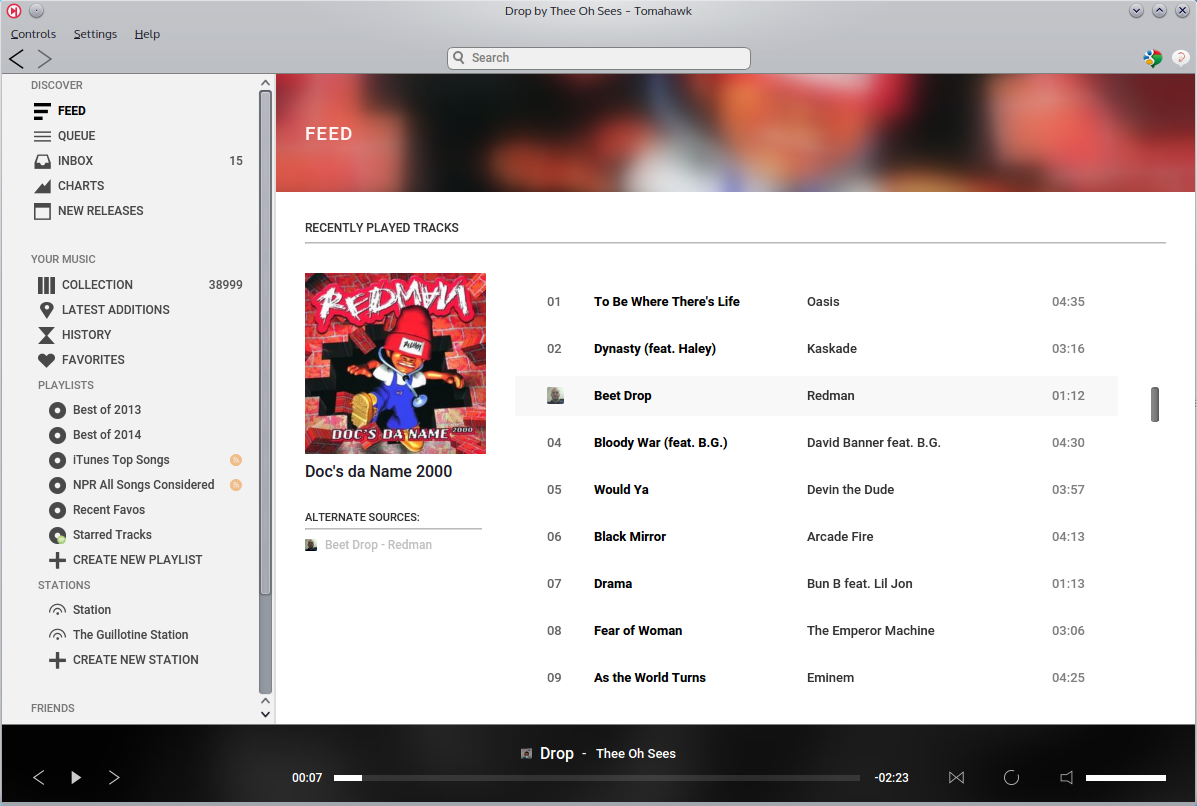 Drop by Thee Oh Sees - Tomahawk
Controls Settings Help
Search
DISCOVER
FEED
QUEUE
INBOX 15
CHARTS
NEW RELEASES
YOUR MUSIC
COLLECTION 38999
LATEST ADDITIONS
HISTORY
FAVORITES
PLAYLISTS
Best of 2013
Best of 2014
iTunes Top Songs
NPR All Songs Considered
Recent Favos
Starred Tracks
CREATE NEW PLAYLIST
STATIONS
Station
The Guillotine Station
CREATE NEW STATION
FRIENDS
FEED
RECENTLY PLAYED TRACKS
REDMAN
REDMAN
DOC'S DA NAME 2000
Doc's da Name 2000
ALTERNATE SOURCES:
Beet Drop - Redman
01 To Be Where There's Life Oasis 04:35
02 Dynasty (feat. Haley) Kaskade 03:16
Beet Drop Redman 01:12
04 Bloody War (feat. B.G.) David Banner feat. B.G. 04:30
05 Would Ya Devin the Dude 03:57
06 Black Mirror Arcade Fire 04:13
07 Drama Bun B feat. Lil Jon 01:13
08 Fear of Woman The Emperor Machine 03:06
09 As the World Turns Eminem 04:25
Drop - Thee Oh Sees
00:07 -02:23